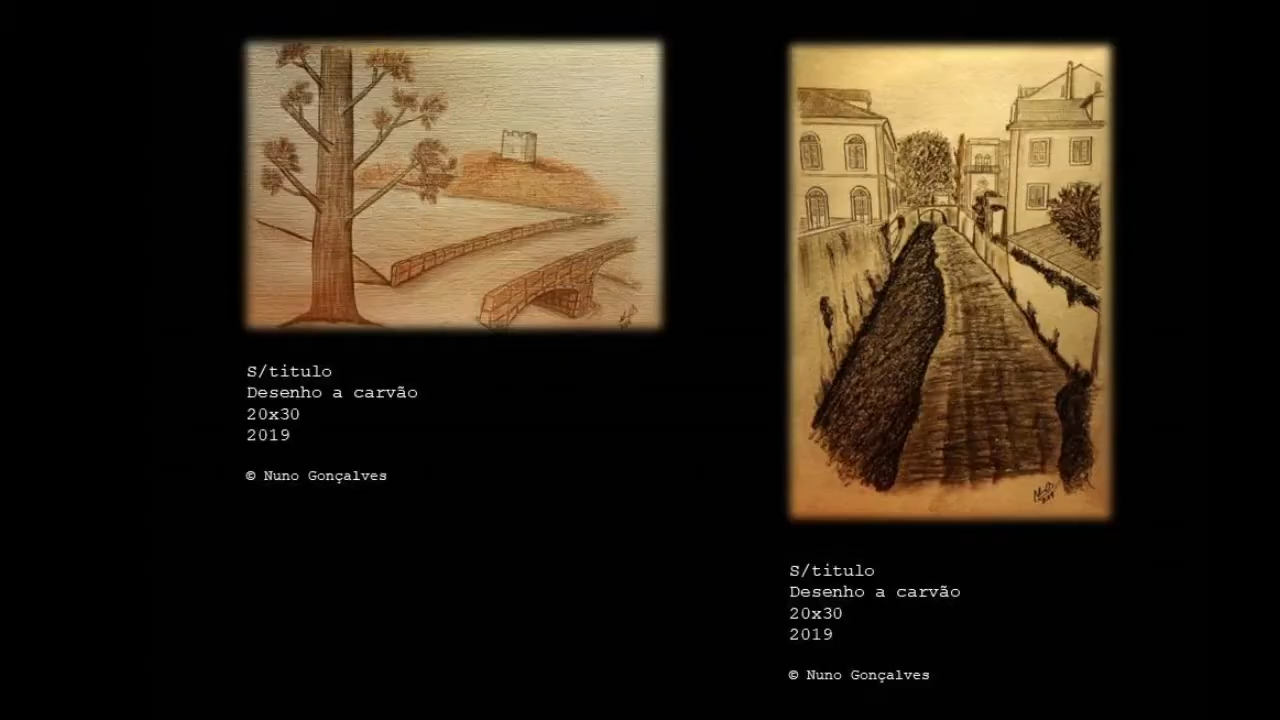 S/titulo
Desenho a carvão
20x30
2019
© Nuno Gonçalves
S/titulo
Desenho a carvão
20x30
2019
© Nuno Gonçalves